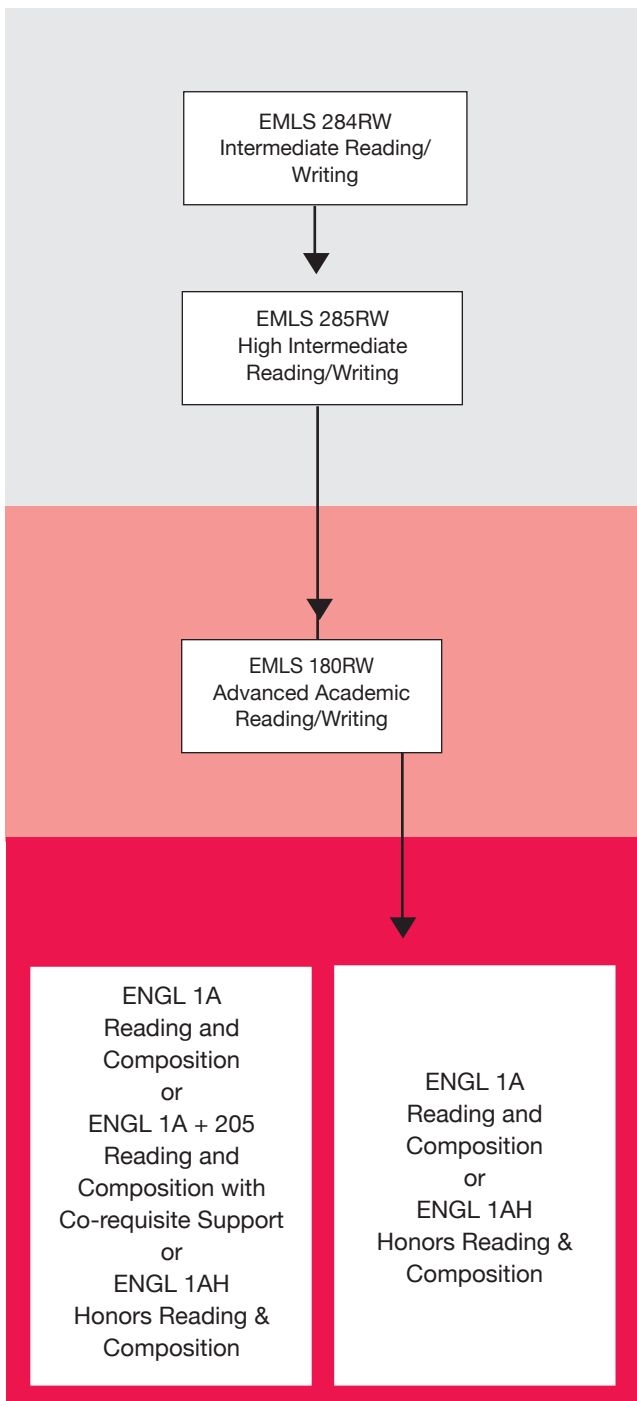 EMLS 284RW
Intermediate Reading/
Writing
EMLS 285RW
High Intermediate
Reading/Writing
EMLS 180RW
Advanced Academic
Reading/Writing
ENGL 1A
Reading and
Composition
or
ENGL 1A + 205
Reading and
Composition with
Co-requisite Support
or
ENGL 1AH
Honors Reading &
Composition
ENGL 1A
Reading and
Composition
or
ENGL 1AH
Honors Reading &
Composition